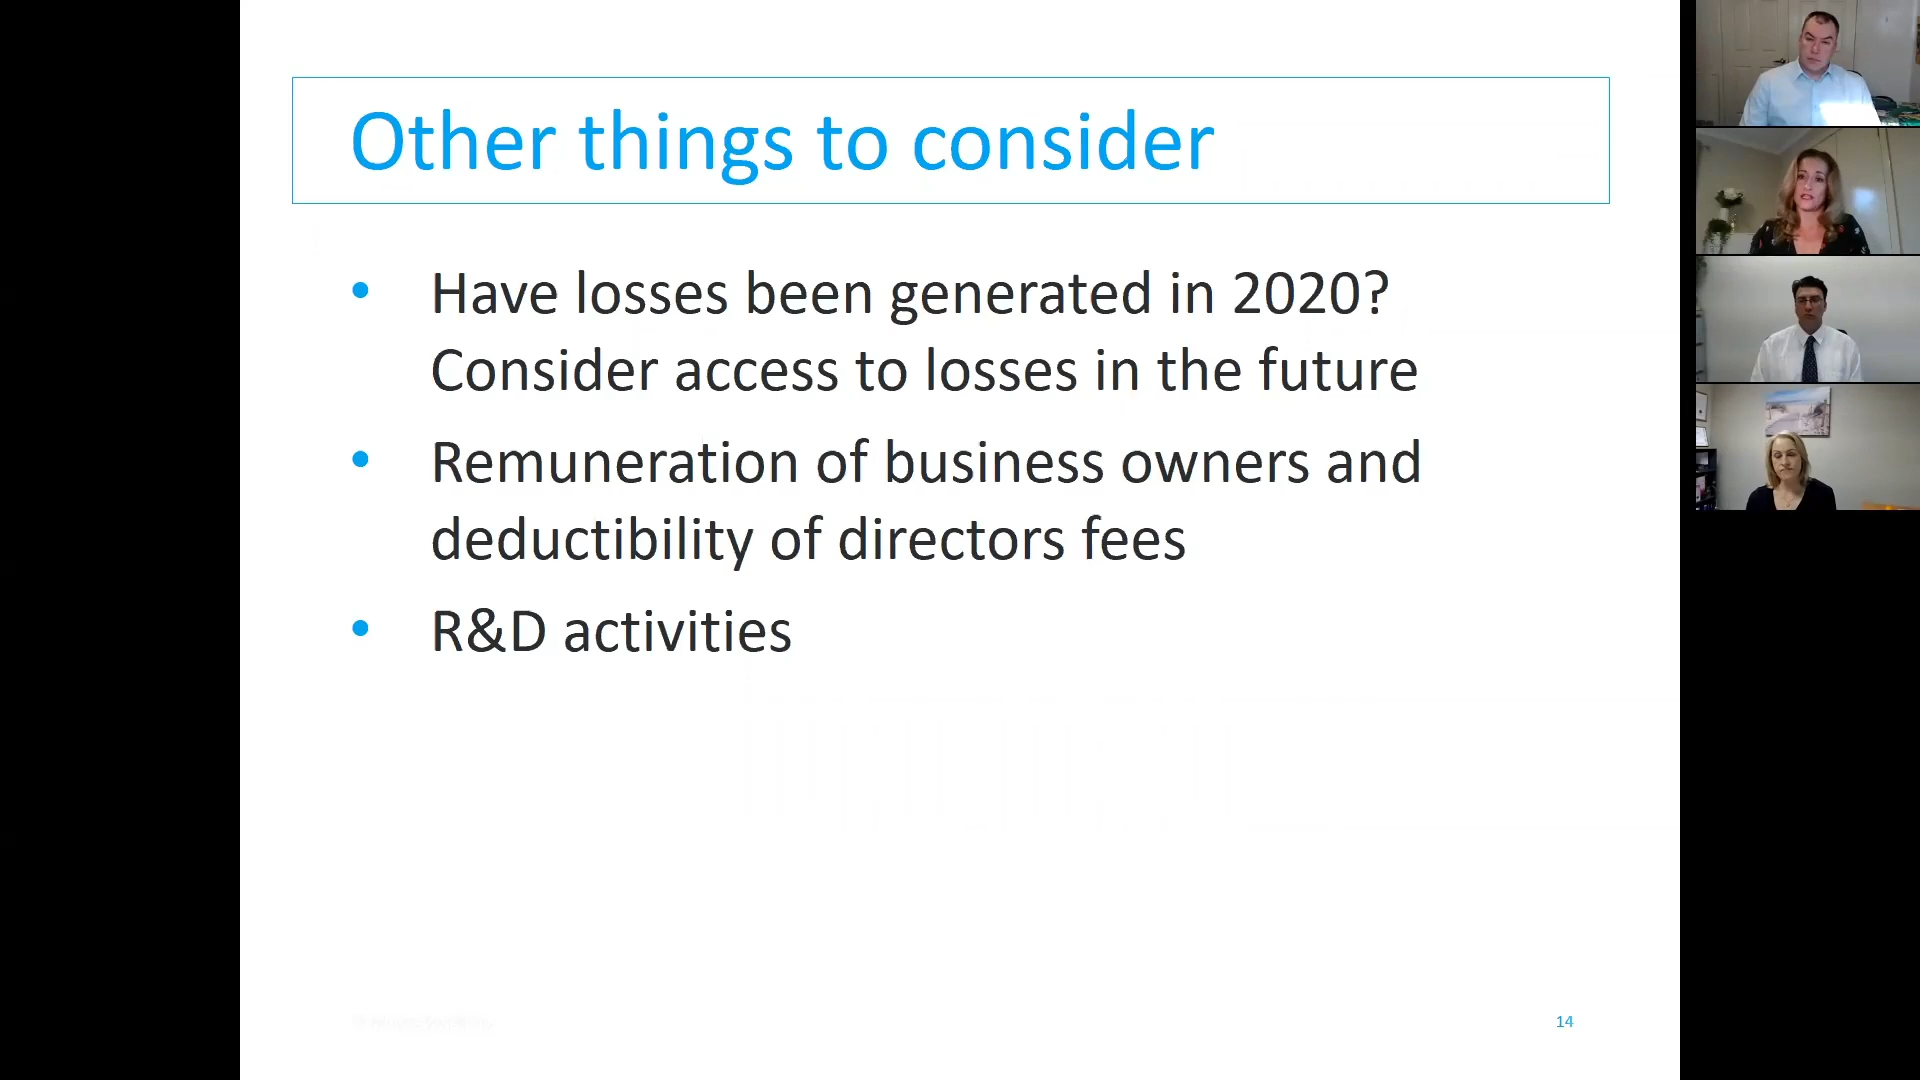 Other things to consider
• Have losses been generated in 2020?
Consider access to losses in the future
• Remuneration of business owners and
deductibility of directors fees
• R&D activities
14